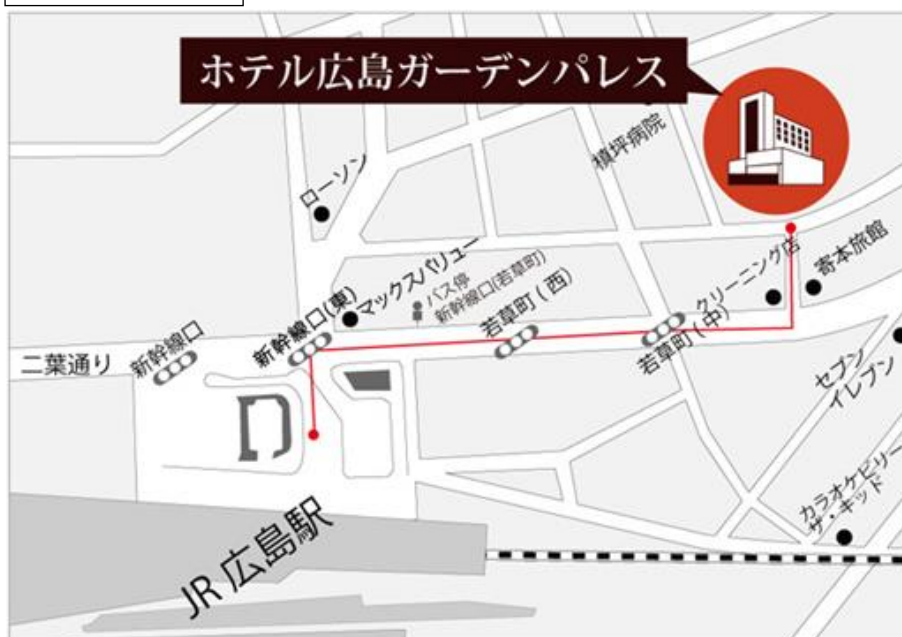 ホテル広島ガーデンパレス
槙坪病院
ローソン
クリーニング店
寄本旅館
マックスバリュー
バス停
新幹線口(若草町)
二葉通り
新幹線口
新幹線口(東)
若草町(西)
若草町(中)
セブン
イレブン
カラオケビリー
ザ・キッド
JR広島駅